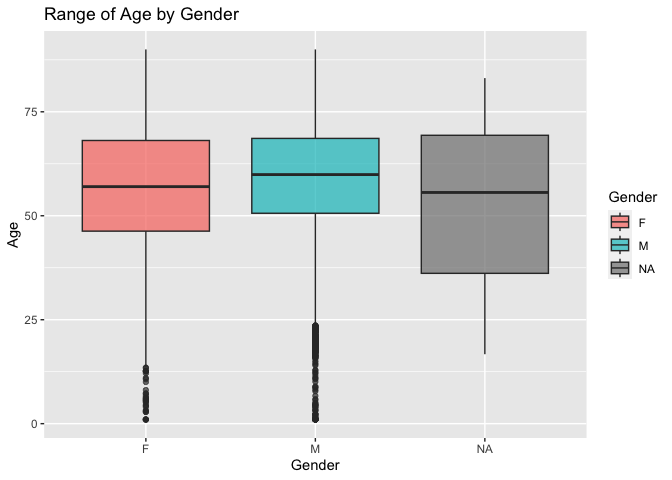 Range of Age by Gender
Age
75
50
25
0
F
M
NA
Gender
Gender
F
M
NA